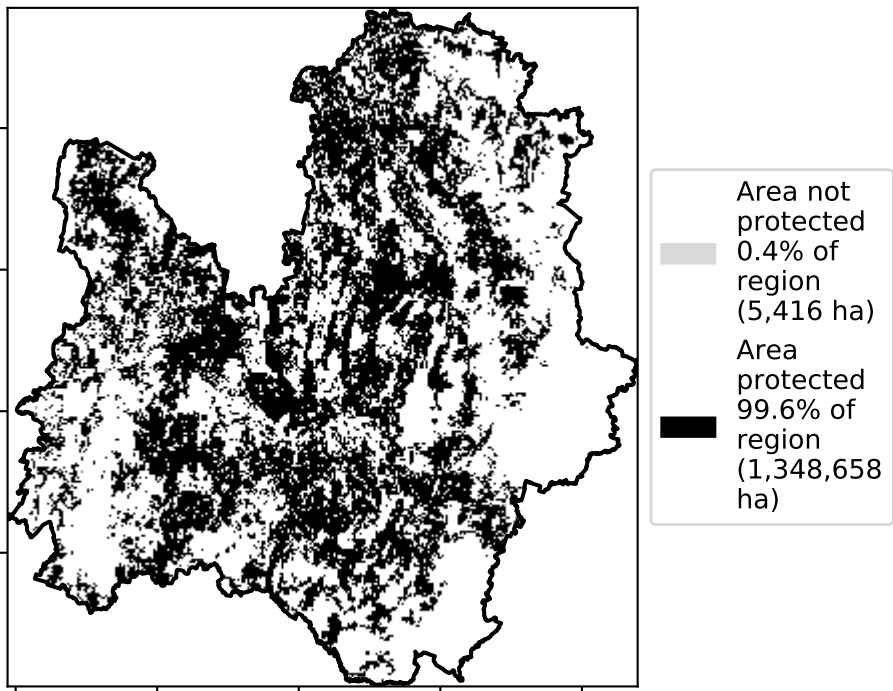 Area not
protected
0.4% of
region
(5,416 ha)
Area
protected
99.6% of
region
(1,348,658
ha)